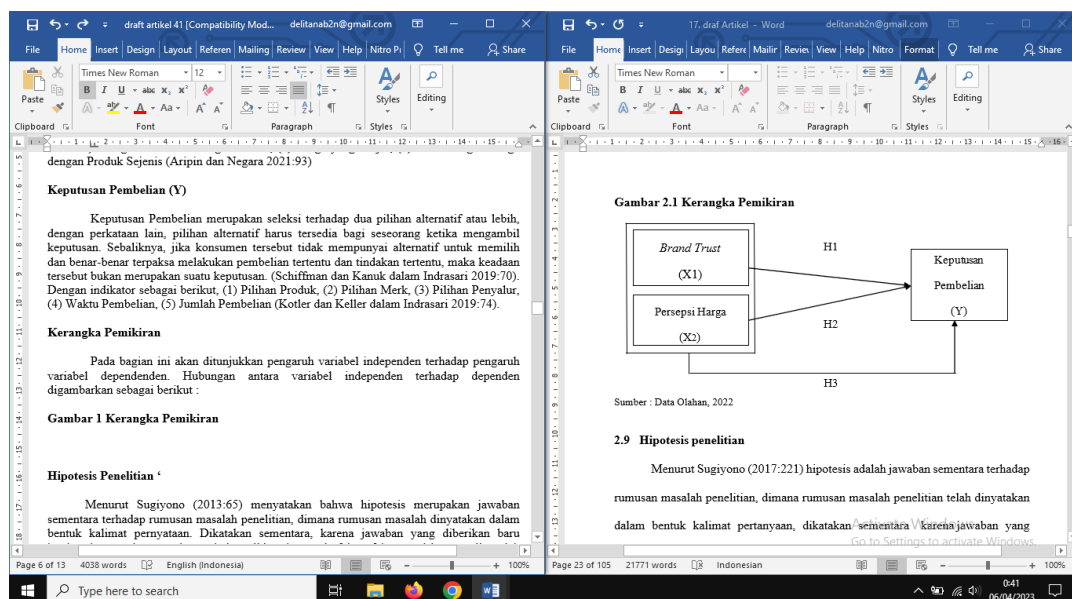 draft artikel 41 [Compatibility Mod... delitanab2n@gmail.com
File Home Insert Design Layout Referen Mailing Review View Help Nitro P Tell me Share
Times New Roman 12
Paste
B I U abc X₂ X²
A aby A Aa A A
Styles Editing
Clipboard Font Paragraph Styles
dengan Produk Sejenis (Aripin dan Negara 2021:93)
Keputusan Pembelian (Y)
Keputusan Pembelian merupakan seleksi terhadap dua pilihan alternatif atau lebih,
dengan perkataan lain, pilihan alternatif harus tersedia bagi seseorang ketika mengambil
keputusan. Sebaliknya, jika konsumen tersebut tidak mempunyai alternatif untuk memilih
dan benar-benar terpaksa melakukan pembelian tertentu dan tindakan tertentu, maka keadaan
tersebut bukan merupakan suatu keputusan. (Schiffman dan Kanuk dalam Indrasari 2019:70).
Dengan indikator sebagai berikut, (1) Pilihan Produk, (2) Pilihan Merk, (3) Pilihan Penyalur,
(4) Waktu Pembelian, (5) Jumlah Pembelian (Kotler dan Keller dalam Indrasari 2019:74).
Kerangka Pemikiran
Pada bagian ini akan ditunjukkan pengaruh variabel independen terhadap pengaruh
variabel dependenden. Hubungan antara variabel independen terhadap dependen
digambarkan sebagai berikut :
Gambar 1 Kerangka Pemikiran
Hipotesis Penelitian ‘
Menurut Sugiyono (2013:65) menyatakan bahwa hipotesis merupakan jawaban
sementara terhadap rumusan masalah penelitian, dimana rumusan masalah dinyatakan dalam
bentuk kalimat pernyataan. Dikatakan sementara, karena jawaban yang diberikan baru
Page 6 of 13 4038 words English (Indonesia) 100%
17. draf Artikel - Word delitanab2n@gmail.com
File Home Insert Desigi Layou Refere Mailin Review View Help Nitro Format Tell me Share
Times New Roman
Paste
B I U abc X₂ X²
A aby A Aa A A
Styles Editing
Clipboard Font Paragraph Styles
Gambar 2.1 Kerangka Pemikiran
Brand Trust
(X1)
H1
Keputusan
Pembelian
(Y)
Persepsi Harga
(X2)
H2
H3
Sumber : Data Olahan, 2022
2.9 Hipotesis penelitian
Menurut Sugiyono (2017:221) hipotesis adalah jawaban sementara terhadap
rumusan masalah penelitian, dimana rumusan masalah penelitian telah dinyatakan
dalam bentuk kalimat pertanyaan, dikatakan sementara karena jawaban yang
Activate Windows
Go to Settings to activate Windows.
Page 23 of 105 21771 words Indonesian 100%
Type here to search
0:41
06/04/2023